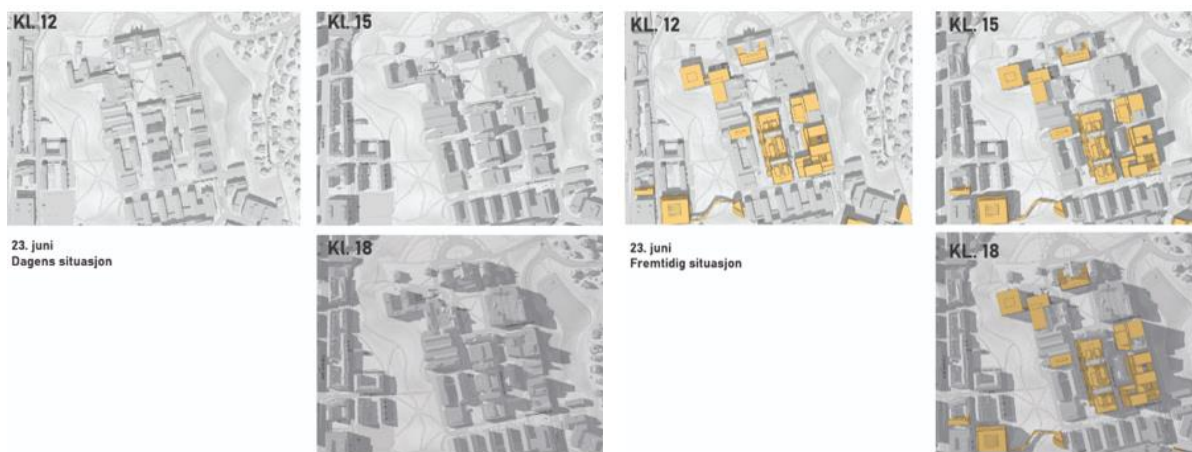 KL. 12
KL. 15
KL. 12
KL. 15
23. juni
Dagens situasjon
KL. 18
23. juni
Fremtidig situasjon
KL. 18